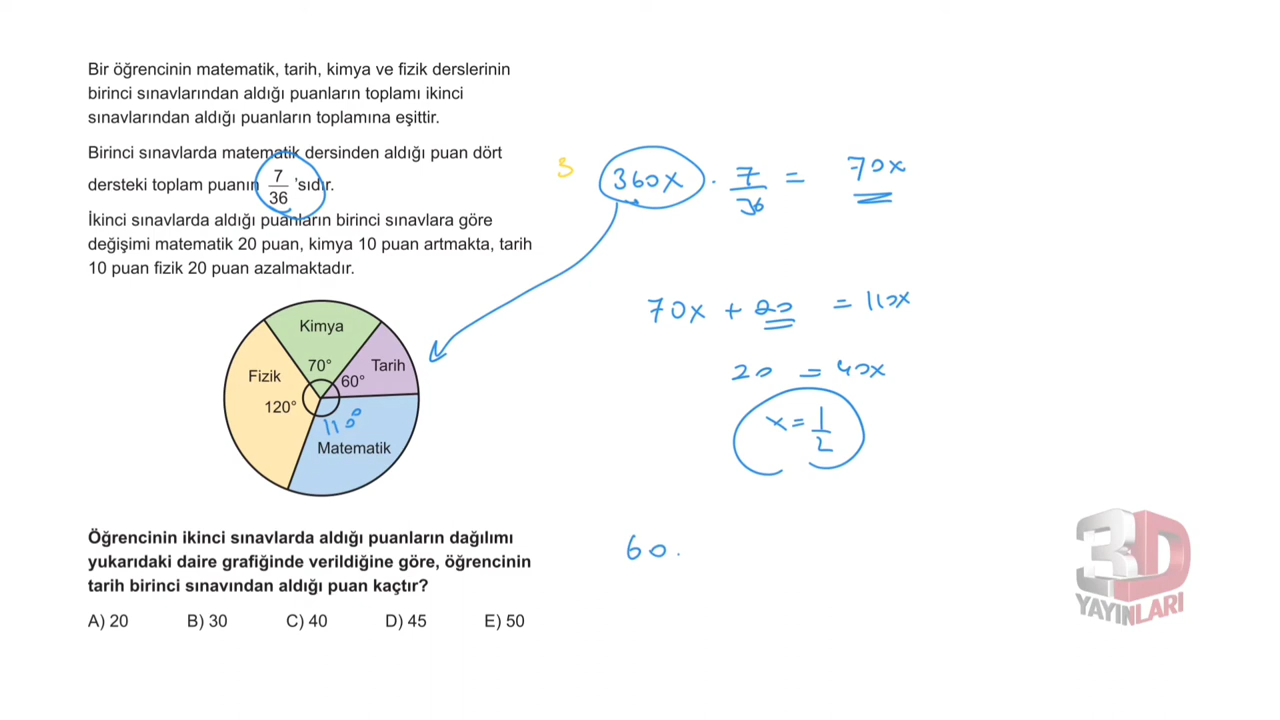 Bir öğrencinin matematik, tarih, kimya ve fizik derslerinin
birinci sınavlarından aldığı puanların toplamı ikinci
sınavlarından aldığı puanların toplamına eşittir.
Birinci sınavlarda matematik dersinden aldığı puan dört
dersteki toplam puanın 7/36 'sıdır.
İkinci sınavlarda aldığı puanların birinci sınavlara göre
değişimi matematik 20 puan, kimya 10 puan artmakta, tarih
10 puan fizik 20 puan azalmaktadır.
Kimya
70°
Tarih
60°
Fizik
120°
110°
Matematik
Öğrencinin ikinci sınavlarda aldığı puanların dağılımı
yukarıdaki daire grafiğinde verildiğine göre, öğrencinin
tarih birinci sınavından aldığı puan kaçtır?
A) 20 B) 30 C) 40 D) 45 E) 50
360x . 7/36 = 70x
70x + 20 = 110x
20 = 40x
x = 1/2
60.
3D
YAYINLARI